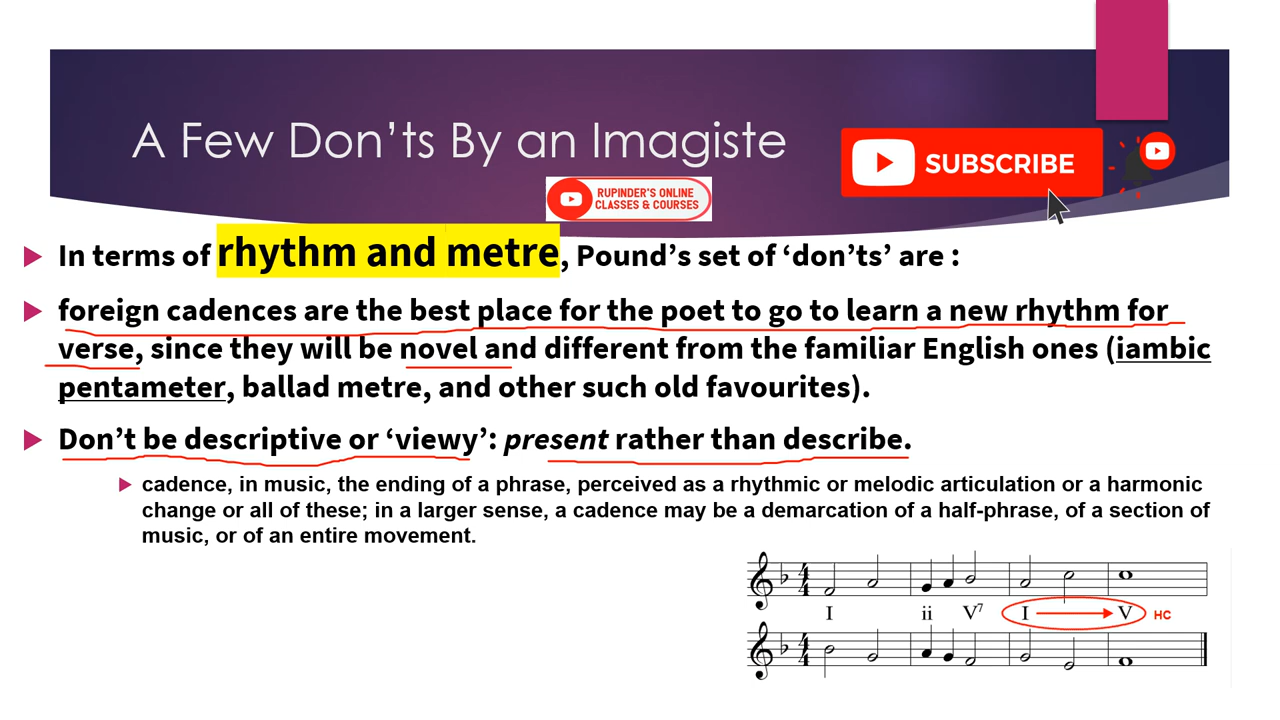 A Few Don’ts By an Imagiste
SUBSCRIBE
RUPINDER'S ONLINE
CLASSES & COURSES
In terms of rhythm and metre, Pound’s set of ‘don’ts’ are :
foreign cadences are the best place for the poet to go to learn a new rhythm for
verse, since they will be novel and different from the familiar English ones (iambic
pentameter, ballad metre, and other such old favourites).
Don’t be descriptive or ‘viewy’: present rather than describe.
cadence, in music, the ending of a phrase, perceived as a rhythmic or melodic articulation or a harmonic
change or all of these; in a larger sense, a cadence may be a demarcation of a half-phrase, of a section of
music, or of an entire movement.
4 4
I ii V7 I V HC
4 4